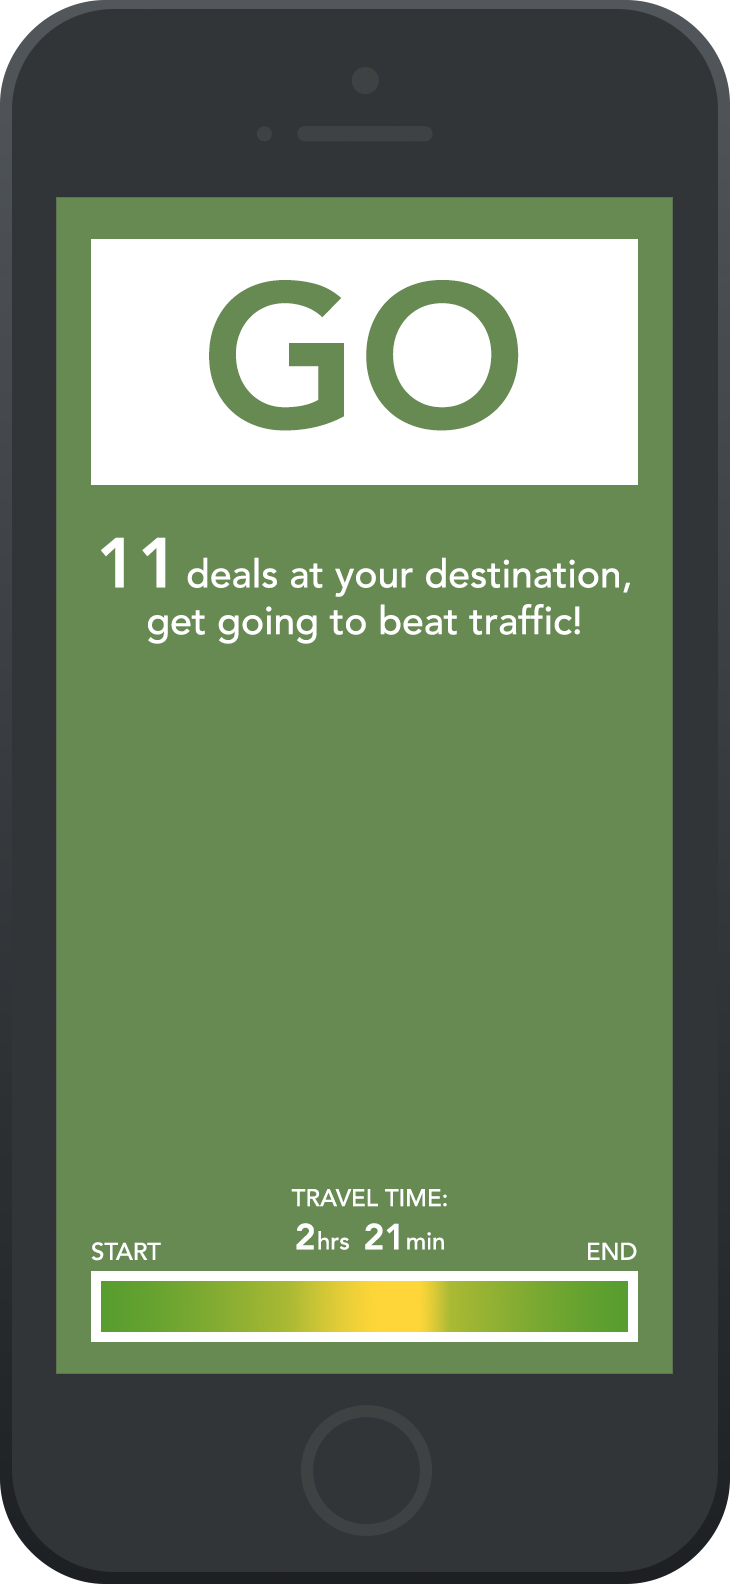 GO
11 deals at your destination,
get going to beat traffic!
TRAVEL TIME:
2hrs 21min
START
END